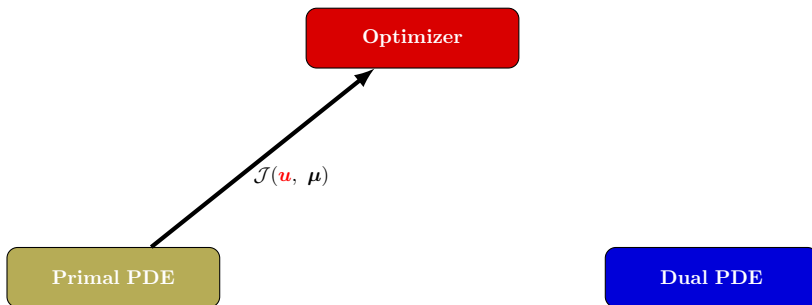 Optimizer
𝒥(𝒖, 𝝁)
Primal PDE
Dual PDE